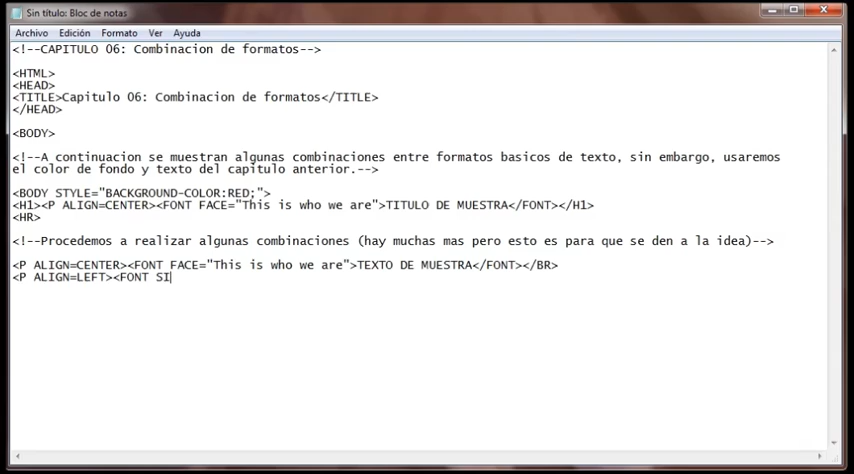 Sin título: Bloc de notas
Archivo Edición Formato Ver Ayuda
<!--CAPITULO 06: Combinacion de formatos-->
<HTML>
<HEAD>
<TITLE>Capitulo 06: Combinacion de formatos</TITLE>
</HEAD>
<BODY>
<!--A continuacion se muestran algunas combinaciones entre formatos basicos de texto, sin embargo, usaremos
el color de fondo y texto del capitulo anterior.-->
<BODY STYLE="BACKGROUND-COLOR:RED;">
<H1><P ALIGN=CENTER><FONT FACE="This is who we are">TITULO DE MUESTRA</FONT></H1>
<HR>
<!--Procedemos a realizar algunas combinaciones (hay muchas mas pero esto es para que se den a la idea)-->
<P ALIGN=CENTER><FONT FACE="This is who we are">TEXTO DE MUESTRA</FONT></BR>
<P ALIGN=LEFT><FONT SI